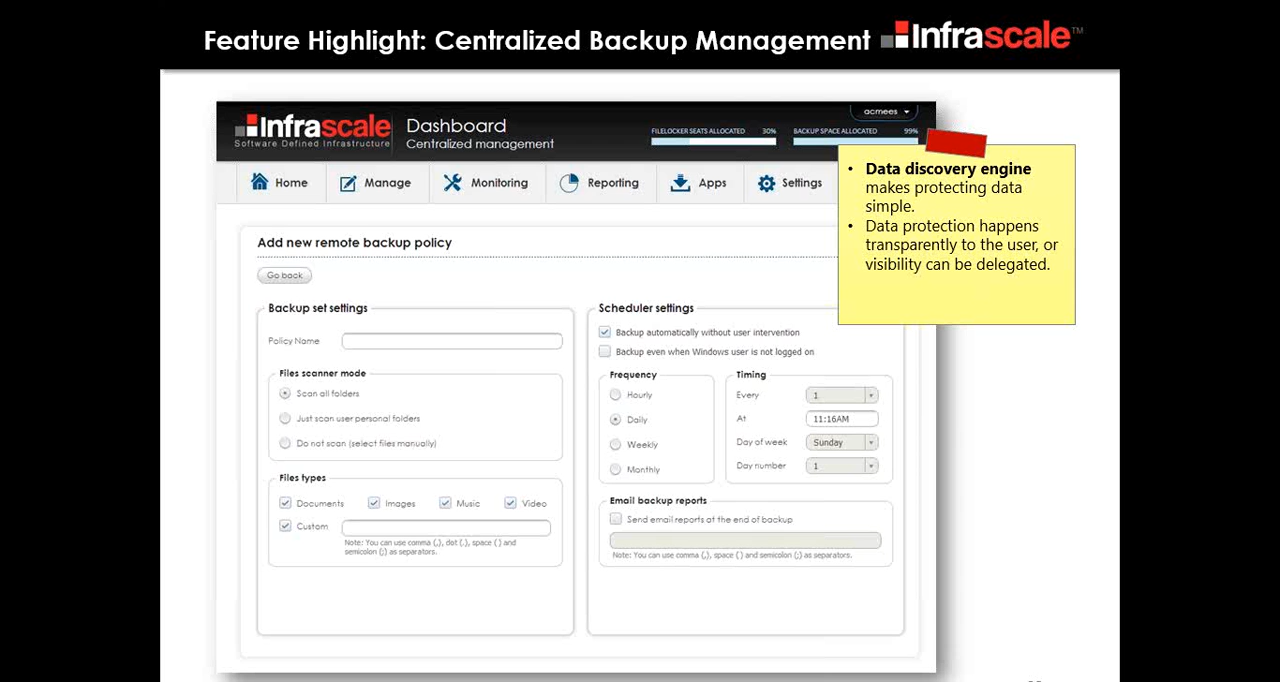 Feature Highlight: Centralized Backup Management
Infrascale™
Infrascale
Software Defined Infrastructure
Dashboard
Centralized management
acmees
FILELOCKER SEATS ALLOCATED 30%
BACKUP SPACE ALLOCATED 99%
Home
Manage
Monitoring
Reporting
Apps
Settings
• Data discovery engine
makes protecting data
simple.
• Data protection happens
transparently to the user, or
visibility can be delegated.
Add new remote backup policy
Go back
Backup set settings
Policy Name
Files scanner mode
Scan all folders
Just scan user personal folders
Do not scan (select files manually)
Files types
Documents
Images
Music
Video
Custom
Note: You can use comma (,), dot (.), space ( ) and
semicolon (;) as separators.
Scheduler settings
Backup automatically without user intervention
Backup even when Windows user is not logged on
Frequency
Hourly
Daily
Weekly
Monthly
Timing
Every 1
At 11:16AM
Day of week Sunday
Day number 1
Email backup reports
Send email reports at the end of backup
Note: You can use comma (,), space ( ) and semicolon (;) as separators.